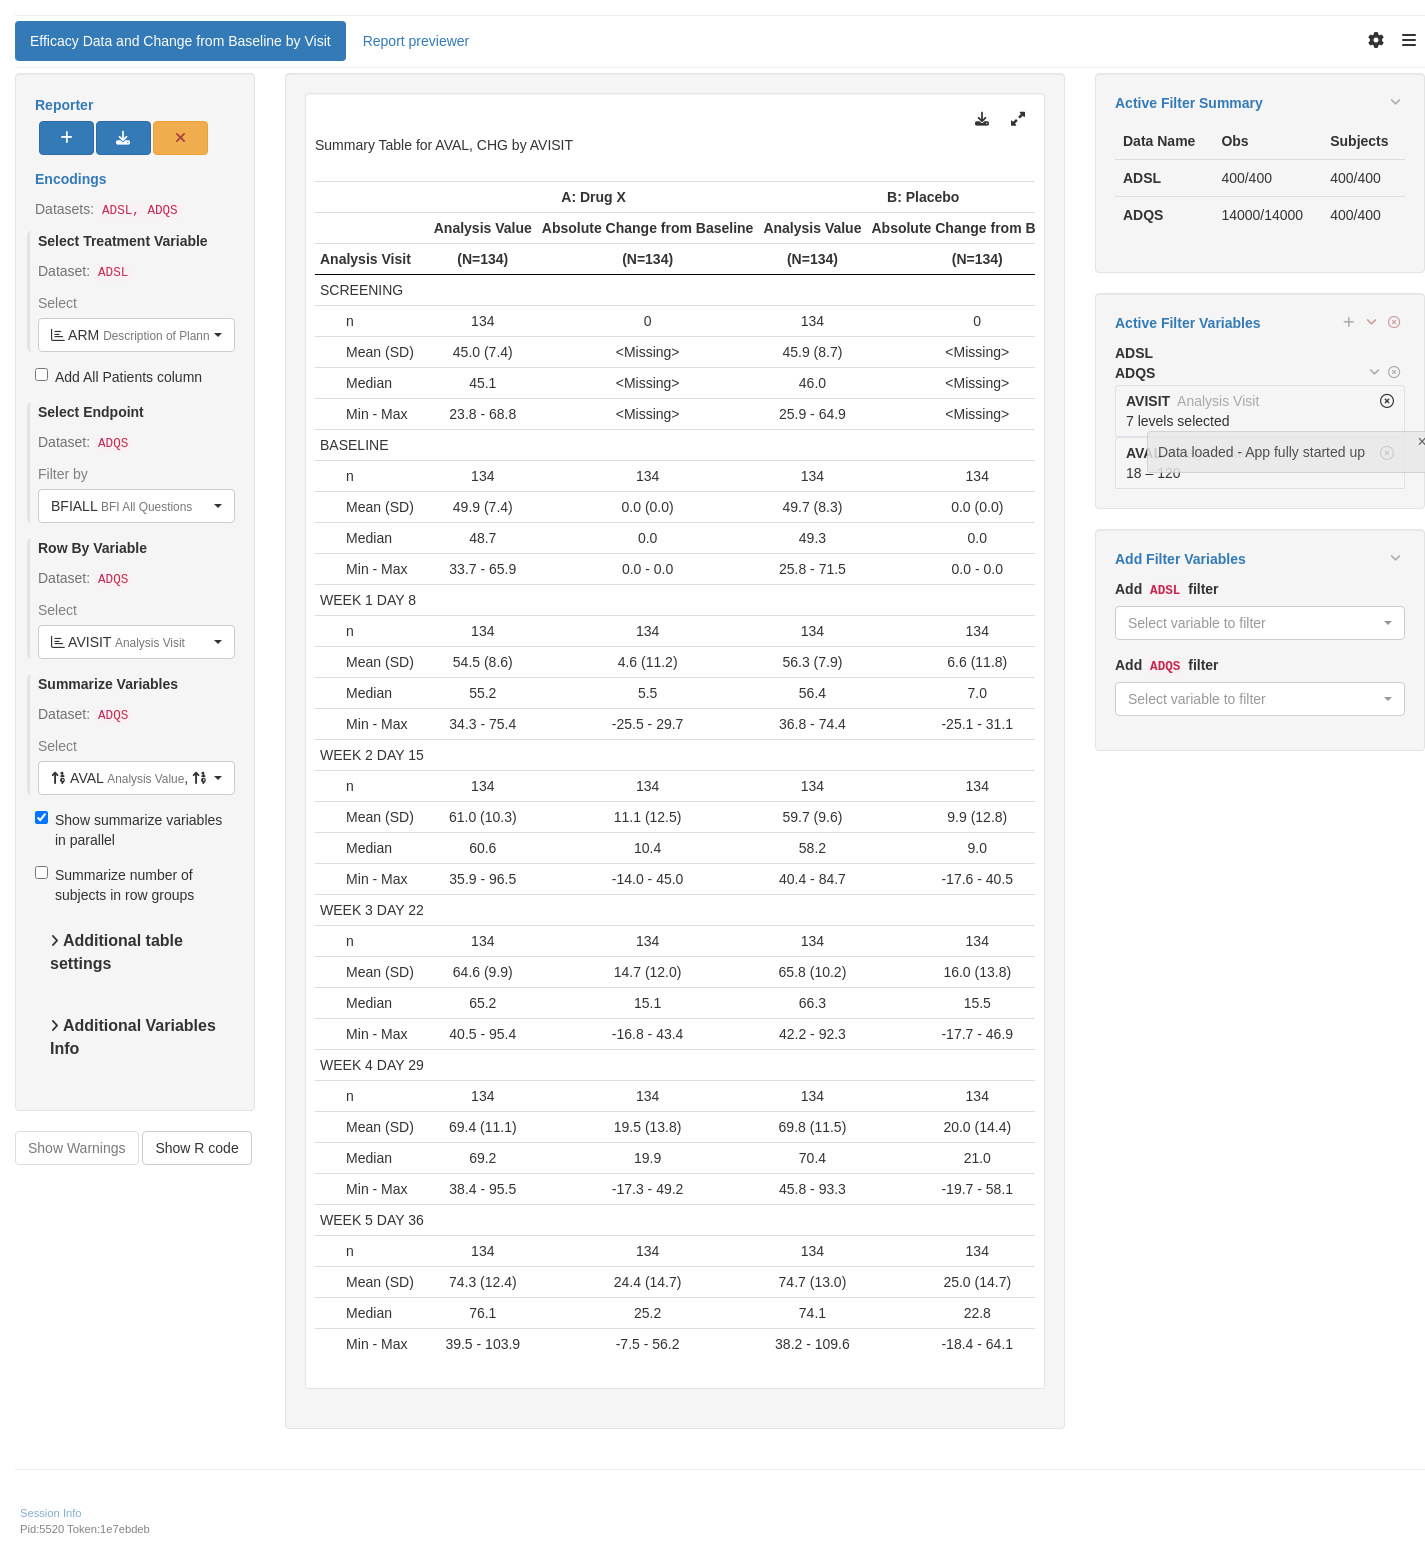 Efficacy Data and Change from Baseline by Visit Report previewer
Reporter
Encodings
Datasets: ADSL, ADQS
Select Treatment Variable
Dataset: ADSL
Select
ARM Description of Plann
Add All Patients column
Select Endpoint
Dataset: ADQS
Filter by
BFIALL BFI All Questions
Row By Variable
Dataset: ADQS
Select
AVISIT Analysis Visit
Summarize Variables
Dataset: ADQS
Select
AVAL Analysis Value,
Show summarize variables
in parallel
Summarize number of
subjects in row groups
Additional table
settings
Additional Variables
Info
Show Warnings Show R code
Summary Table for AVAL, CHG by AVISIT
A: Drug X B: Placebo
Analysis Value Absolute Change from Baseline Analysis Value Absolute Change from B
Analysis Visit (N=134) (N=134) (N=134) (N=134)
SCREENING
n 134 0 134 0
Mean (SD) 45.0 (7.4) <Missing> 45.9 (8.7) <Missing>
Median 45.1 <Missing> 46.0 <Missing>
Min - Max 23.8 - 68.8 <Missing> 25.9 - 64.9 <Missing>
BASELINE
n 134 134 134 134
Mean (SD) 49.9 (7.4) 0.0 (0.0) 49.7 (8.3) 0.0 (0.0)
Median 48.7 0.0 49.3 0.0
Min - Max 33.7 - 65.9 0.0 - 0.0 25.8 - 71.5 0.0 - 0.0
WEEK 1 DAY 8
n 134 134 134 134
Mean (SD) 54.5 (8.6) 4.6 (11.2) 56.3 (7.9) 6.6 (11.8)
Median 55.2 5.5 56.4 7.0
Min - Max 34.3 - 75.4 -25.5 - 29.7 36.8 - 74.4 -25.1 - 31.1
WEEK 2 DAY 15
n 134 134 134 134
Mean (SD) 61.0 (10.3) 11.1 (12.5) 59.7 (9.6) 9.9 (12.8)
Median 60.6 10.4 58.2 9.0
Min - Max 35.9 - 96.5 -14.0 - 45.0 40.4 - 84.7 -17.6 - 40.5
WEEK 3 DAY 22
n 134 134 134 134
Mean (SD) 64.6 (9.9) 14.7 (12.0) 65.8 (10.2) 16.0 (13.8)
Median 65.2 15.1 66.3 15.5
Min - Max 40.5 - 95.4 -16.8 - 43.4 42.2 - 92.3 -17.7 - 46.9
WEEK 4 DAY 29
n 134 134 134 134
Mean (SD) 69.4 (11.1) 19.5 (13.8) 69.8 (11.5) 20.0 (14.4)
Median 69.2 19.9 70.4 21.0
Min - Max 38.4 - 95.5 -17.3 - 49.2 45.8 - 93.3 -19.7 - 58.1
WEEK 5 DAY 36
n 134 134 134 134
Mean (SD) 74.3 (12.4) 24.4 (14.7) 74.7 (13.0) 25.0 (14.7)
Median 76.1 25.2 74.1 22.8
Min - Max 39.5 - 103.9 -7.5 - 56.2 38.2 - 109.6 -18.4 - 64.1
Active Filter Summary
Data Name Obs Subjects
ADSL 400/400 400/400
ADQS 14000/14000 400/400
Active Filter Variables
ADSL
ADQS
AVISIT Analysis Visit
7 levels selected
Data loaded - App fully started up
18 – 120
Add Filter Variables
Add ADSL filter
Select variable to filter
Add ADQS filter
Select variable to filter
Session Info
Pid:5520 Token:1e7ebdeb